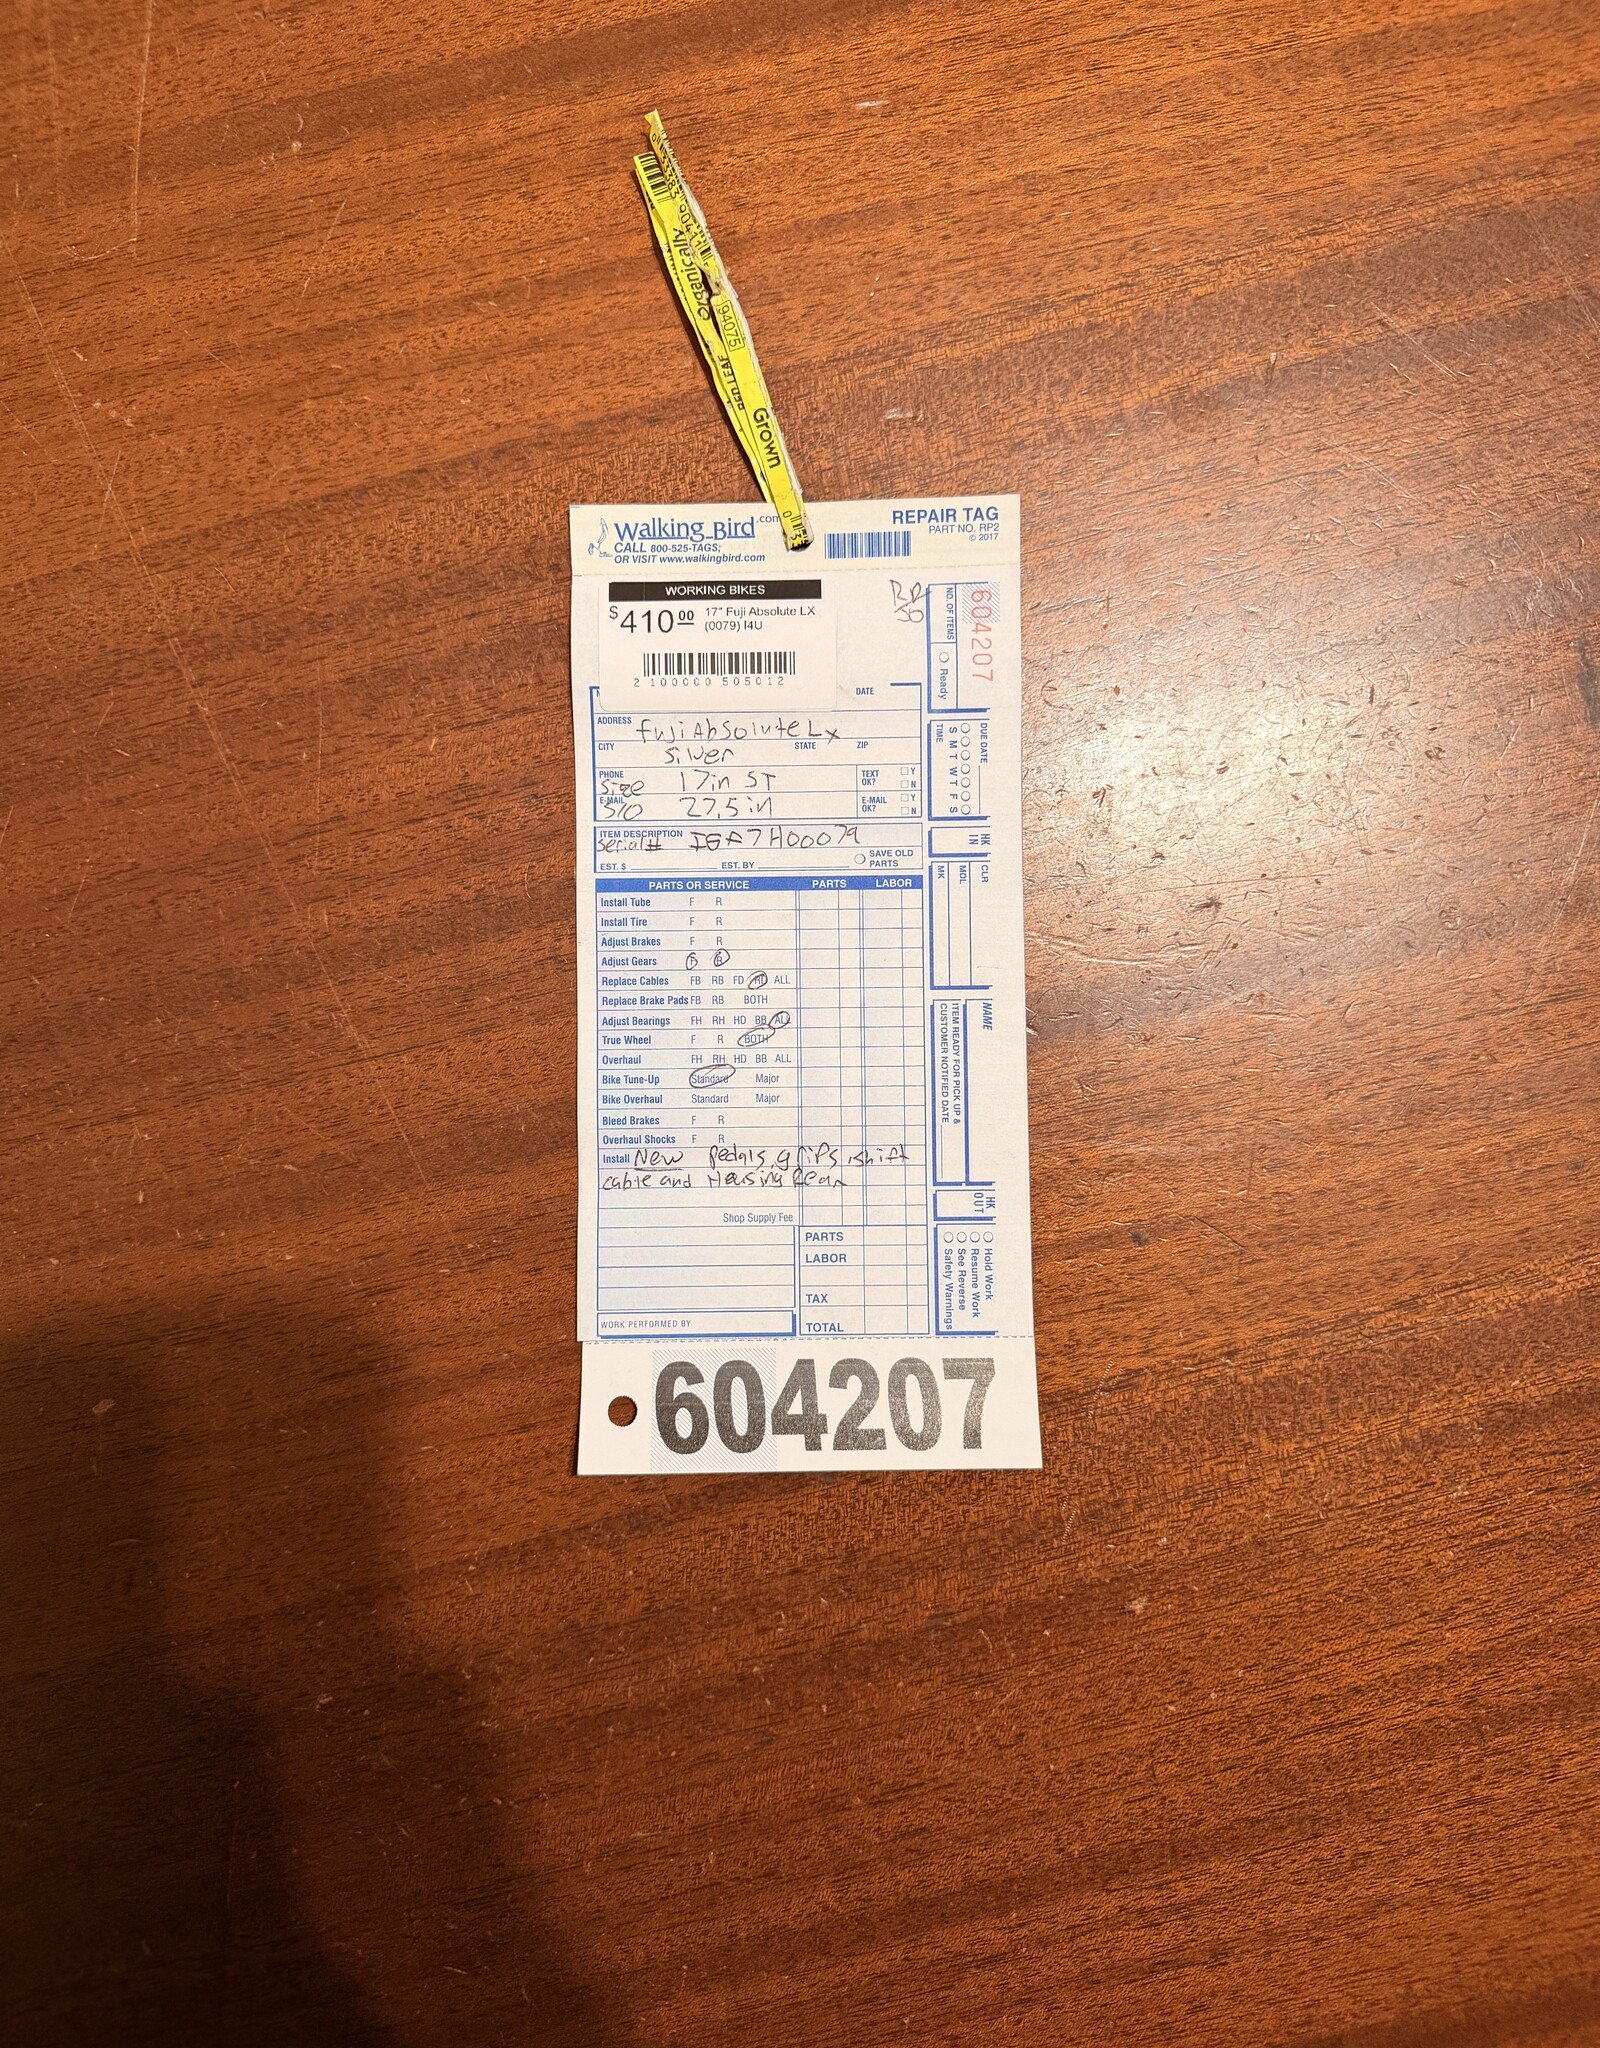 Organically
94075
RED LEAF
Grown
Walking Bird.com
CALL 800-525-TAGS;
OR VISIT www.walkingbird.com
REPAIR TAG
PART NO. RP2
© 2017
WORKING BIKES
$410.00 17" Fuji Absolute LX
(0079) I4U
2 100000 505012
DATE
ADDRESS Fuji Absolute Lx
CITY Silver STATE ZIP
PHONE Size 17in ST TEXT OK? Y N
E-MAIL S/O 27,5 in E-MAIL OK? Y N
ITEM DESCRIPTION
Serial#
EST. $ EST. BY SAVE OLD PARTS
PARTS OR SERVICE PARTS LABOR
Install Tube F R
Install Tire F R
Adjust Brakes F R
Adjust Gears F R
Replace Cables FB RB FD RD ALL
Replace Brake Pads FB RB BOTH
Adjust Bearings FH RH HD BB ALL
True Wheel F R BOTH
Overhaul FH RH HD BB ALL
Bike Tune-Up Standard Major
Bike Overhaul Standard Major
Bleed Brakes F R
Overhaul Shocks F R
Install New pedals, grips, shift
cable and Housing Rear
Shop Supply Fee
PARTS
LABOR
TAX
TOTAL
WORK PERFORMED BY
604207
NO. OF ITEMS
Ready
DUE DATE
S M T W T F S
TIME
HK IN
CLR
MDL
MK
NAME
ITEM READY FOR PICK UP &
CUSTOMER NOTIFIED DATE
HK OUT
Hold Work
Resume Work
See Reverse
Safety Warnings
604207